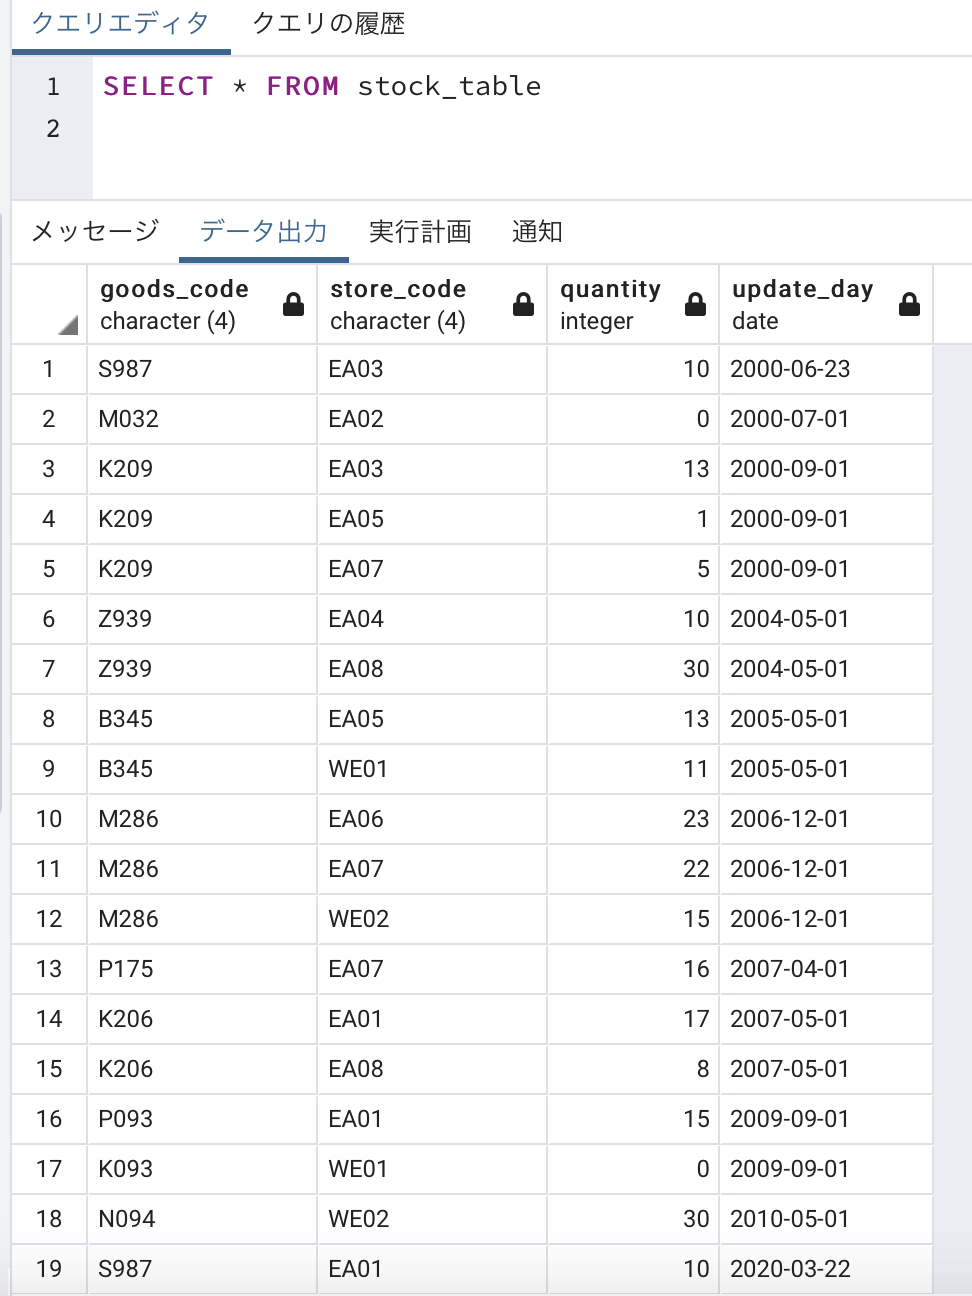 クエリエディタ クエリの履歴
1 SELECT * FROM stock_table
2
メッセージ データ出力 実行計画 通知
goods_code store_code quantity update_day
character (4) character (4) integer date
1 S987 EA03 10 2000-06-23
2 M032 EA02 0 2000-07-01
3 K209 EA03 13 2000-09-01
4 K209 EA05 1 2000-09-01
5 K209 EA07 5 2000-09-01
6 Z939 EA04 10 2004-05-01
7 Z939 EA08 30 2004-05-01
8 B345 EA05 13 2005-05-01
9 B345 WE01 11 2005-05-01
10 M286 EA06 23 2006-12-01
11 M286 EA07 22 2006-12-01
12 M286 WE02 15 2006-12-01
13 P175 EA07 16 2007-04-01
14 K206 EA01 17 2007-05-01
15 K206 EA08 8 2007-05-01
16 P093 EA01 15 2009-09-01
17 K093 WE01 0 2009-09-01
18 N094 WE02 30 2010-05-01
19 S987 EA01 10 2020-03-22